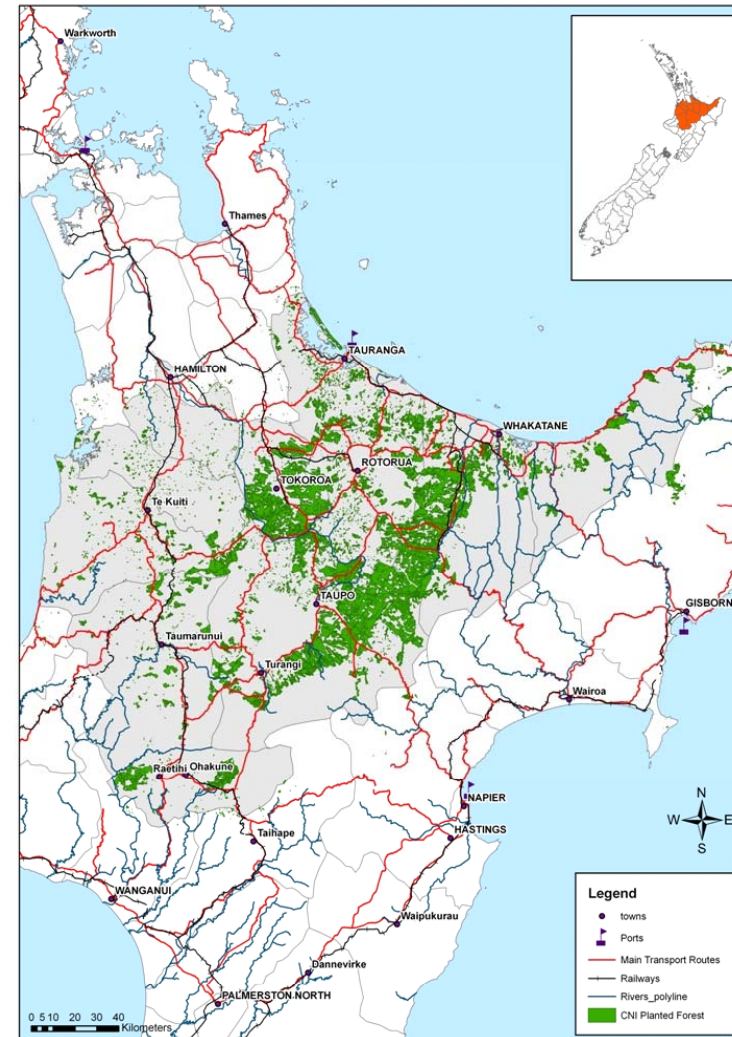 Warkworth
Thames
TAURANGA
HAMILTON
WHAKATANE
ROTORUA
TOKOROA
Te Kuiti
TAUPO
GISBORN
Taumarunui
Turangi
Wairoa
Raetihi
Ohakune
NAPIER
N
W
E
S
HASTINGS
Taihape
WANGANUI
Waipukurau
Dannevirke
PALMERSTON NORTH
0 5 10 20 30 40
Kilometers
Legend
towns
Ports
Main Transport Routes
Railways
Rivers_polyline
CNI Planted Forest